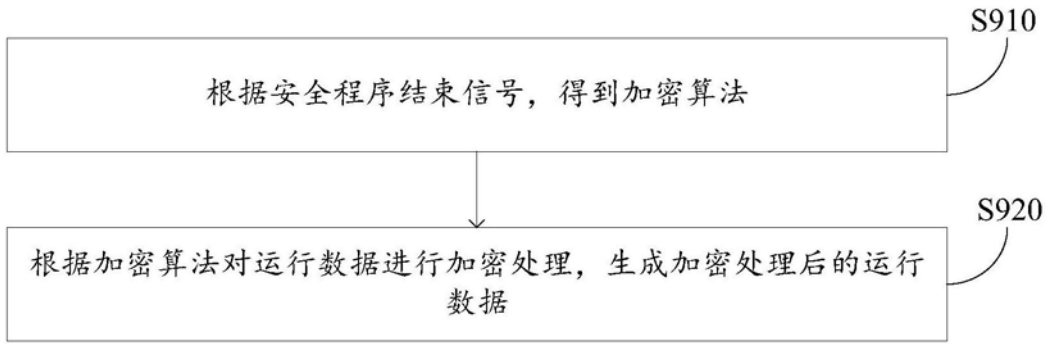 S910
根据安全程序结束信号，得到加密算法
S920
根据加密算法对运行数据进行加密处理，生成加密处理后的运行
数据